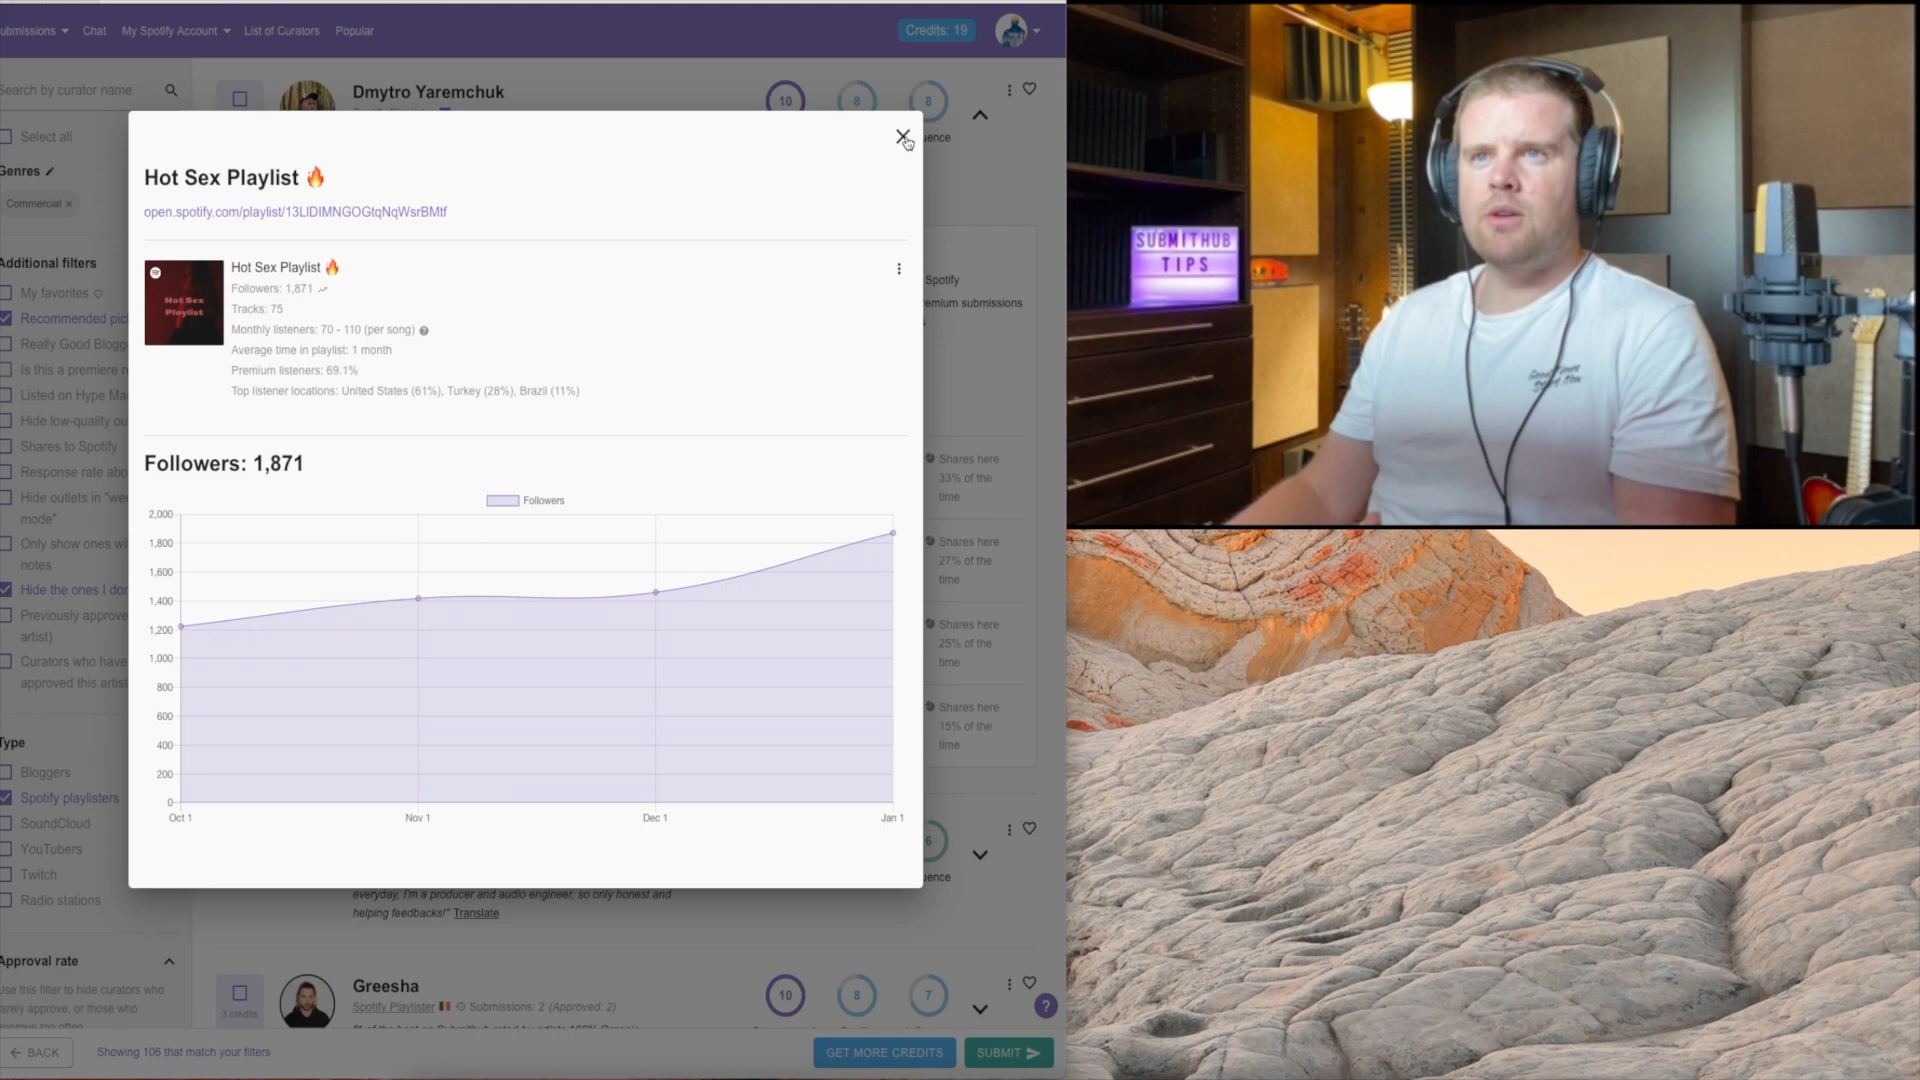 ubmissions
Chat
My Spotify Account
List of Curators
Popular
Credits: 19
Search by curator name
Select all
Genres
Commercial ×
Additional filters
My favorites
Recommended pic
Really Good Blogg
Is this a premiere n
Listed on Hype Ma
Hide low-quality ou
Shares to Spotify
Response rate abo
Hide outlets in "we
mode"
Only show ones wi
notes
Hide the ones I don
Previously approve
artist)
Curators who have
approved this artist
Type
Bloggers
Spotify playlisters
SoundCloud
YouTubers
Twitch
Radio stations
Approval rate
Use this filter to hide curators who
rarely approve, or those who
approve too often
BACK
Showing 106 that match your filters
GET MORE CREDITS
SUBMIT
Dmytro Yaremchuk
10
8
8
uence
Hot Sex Playlist 🔥
open.spotify.com/playlist/13LIDIMNGOGtqNqWsrBMtf
Hot Sex
Playlist
Hot Sex Playlist 🔥
Followers: 1,871
Tracks: 75
Monthly listeners: 70 - 110 (per song)
Average time in playlist: 1 month
Premium listeners: 69.1%
Top listener locations: United States (61%), Turkey (28%), Brazil (11%)
Followers: 1,871
Followers
2,000
1,800
1,600
1,400
1,200
1,000
800
600
400
200
0
Oct 1
Nov 1
Dec 1
Jan 1
Spotify
emium submissions
Shares here
33% of the
time
Shares here
27% of the
time
Shares here
25% of the
time
Shares here
15% of the
time
6
uence
everyday, I'm a producer and audio engineer, so only honest and
helping feedbacks!" Translate
3 credits
Greesha
Spotify Playlister
Submissions: 2 (Approved: 2)
10
8
7
?
SUBMITHUB
TIPS